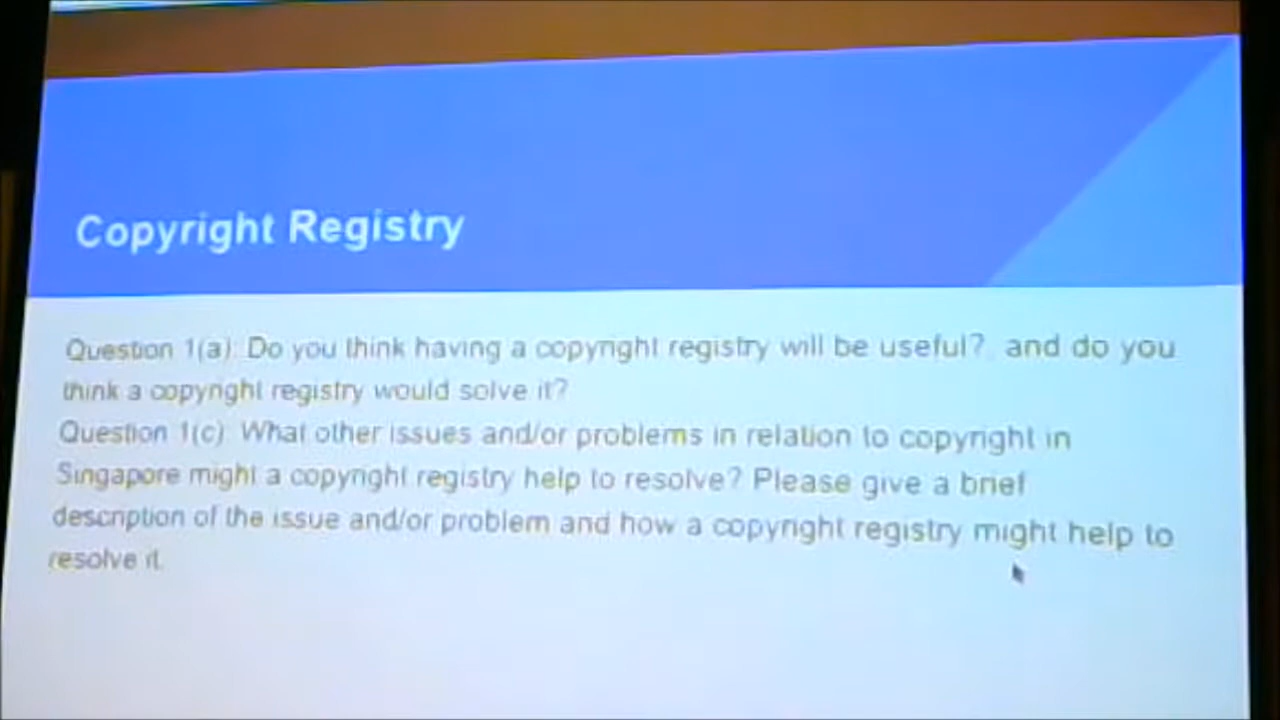 Copyright Registry
Question 1(a): Do you think having a copyright registry will be useful? and do you
think a copyright registry would solve it?
Question 1(c): What other issues and/or problems in relation to copyright in
Singapore might a copyright registry help to resolve? Please give a brief
description of the issue and/or problem and how a copyright registry might help to
resolve it.